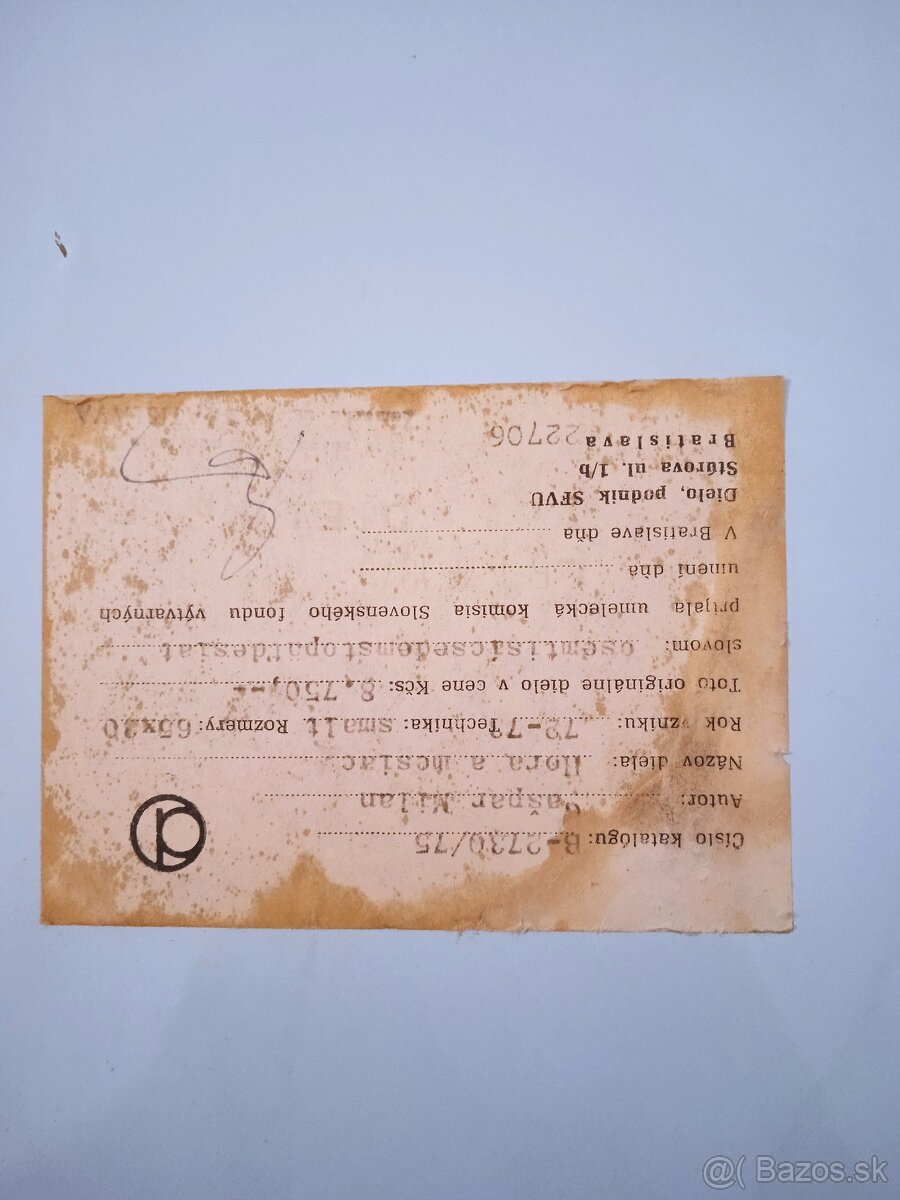 Číslo katalógu: B-2730/75
Autor: Gašpar Milan
Názov diela: Hora a mesiac
Rok vzniku: 72-7 Technika: smalt. Rozmery: 65x20
Toto originálne dielo v cene Kčs: 8.750,--
slovom: osemtisícsedemstopäťdesiat
prijala umelecká komisia Slovenského fondu výtvarných
umení dňa
V Bratislave dňa
Dielo, podnik SFVU
Štúrova ul. 1/b
Bratislava 22706
@( Bazos.sk